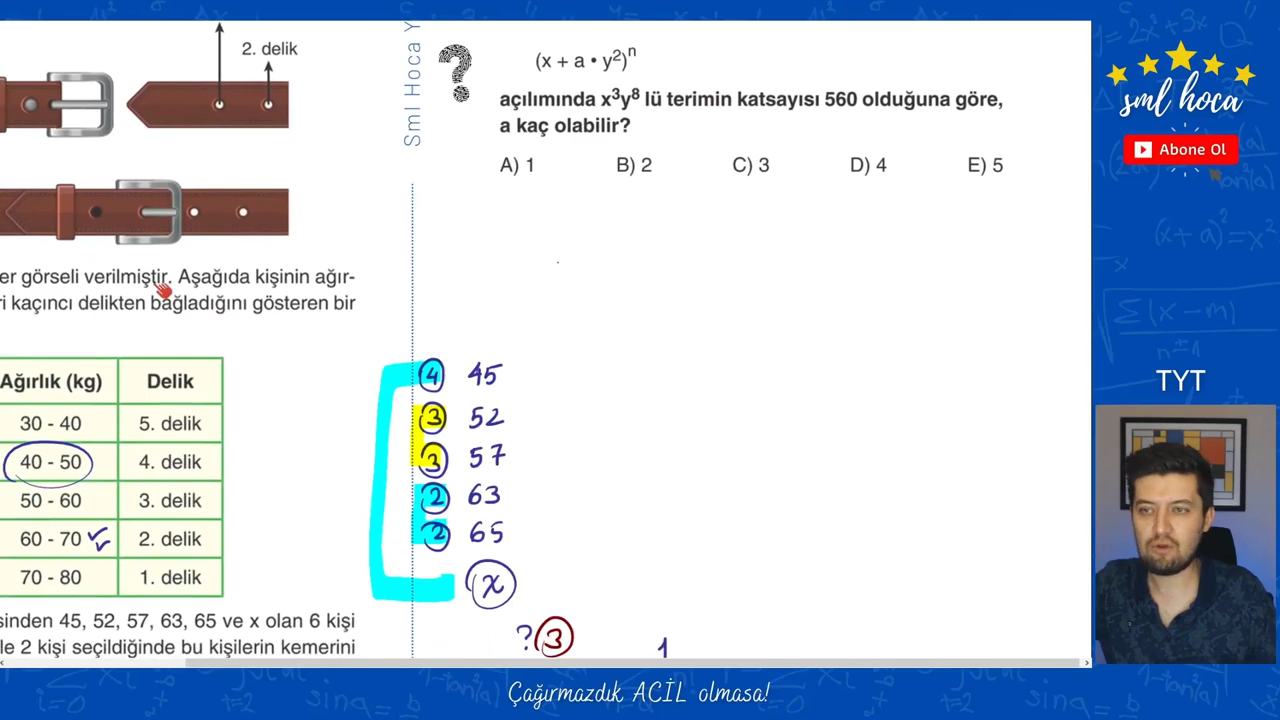 2. delik
er görseli verilmiştir. Aşağıda kişinin ağır-
ri kaçıncı delikten bağladığını gösteren bir
Ağırlık (kg) Delik
30 - 40 5. delik
40 - 50 4. delik
50 - 60 3. delik
60 - 70 2. delik
70 - 80 1. delik
sinden 45, 52, 57, 63, 65 ve x olan 6 kişi
le 2 kişi seçildiğinde bu kişilerin kemerini
Sml Hoca Y
?
(x + a • y²)ⁿ
açılımında x³y⁸ lü terimin katsayısı 560 olduğuna göre,
a kaç olabilir?
A) 1 B) 2 C) 3 D) 4 E) 5
4 45
3 52
3 57
2 63
2 65
x
? 3
1
sml hoca
Abone Ol
TYT
Çağırmazdık ACİL olmasa!